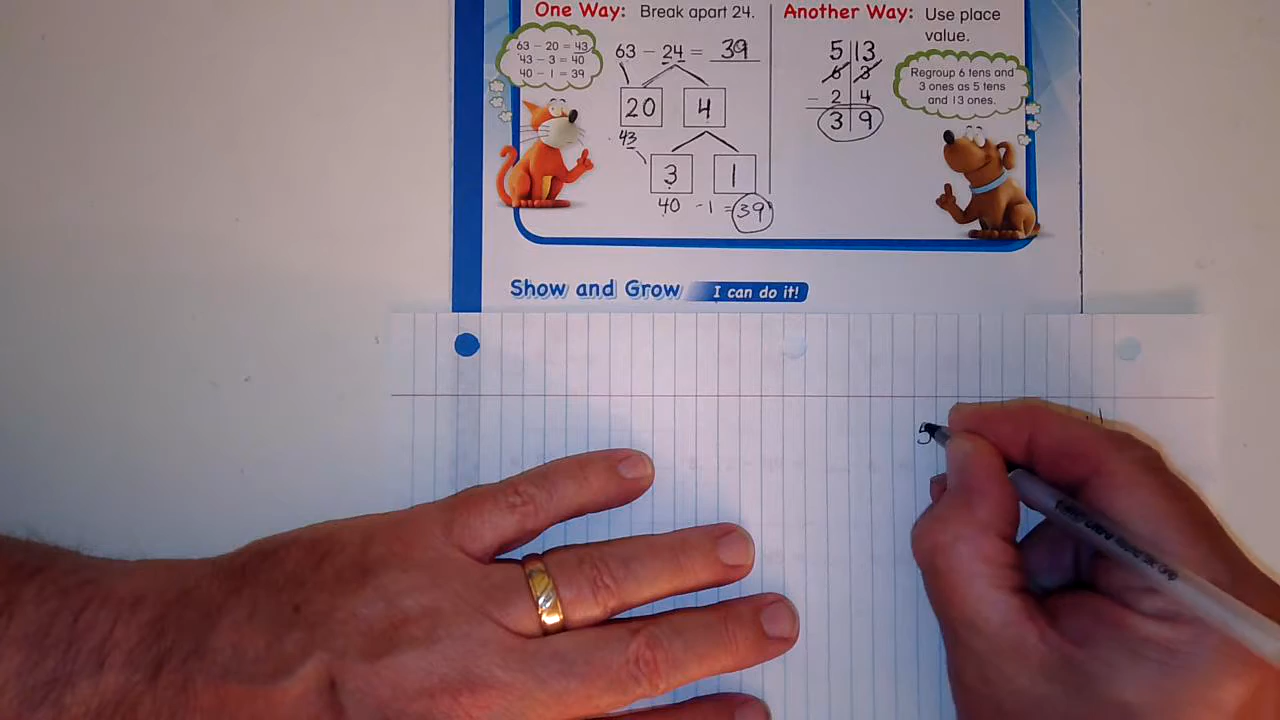 One Way: Break apart 24.
63 − 20 = 43
43 − 3 = 40
40 − 1 = 39
63 − 24 = 39
20 4
43
3 1
40 -1 = 39
Another Way: Use place
value.
5 13
6 3
− 2 4
3 9
Regroup 6 tens and
3 ones as 5 tens
and 13 ones.
Show and Grow I can do it!
5